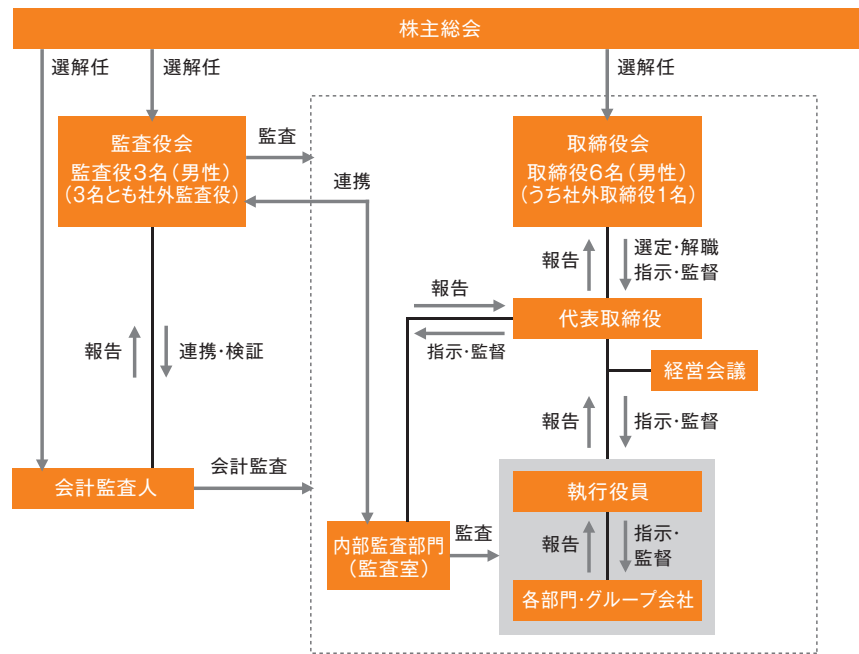 株主総会
選解任
選解任
選解任
監査役会
監査役3名（男性）
（3名とも社外監査役）
監査
取締役会
取締役6名（男性）
（うち社外取締役1名）
連携
報告
選定・解職
指示・監督
報告
代表取締役
指示・監督
報告
連携・検証
経営会議
報告
指示・監督
会計監査人
会計監査
執行役員
内部監査部門
（監査室）
監査
報告
指示・
監督
各部門・グループ会社